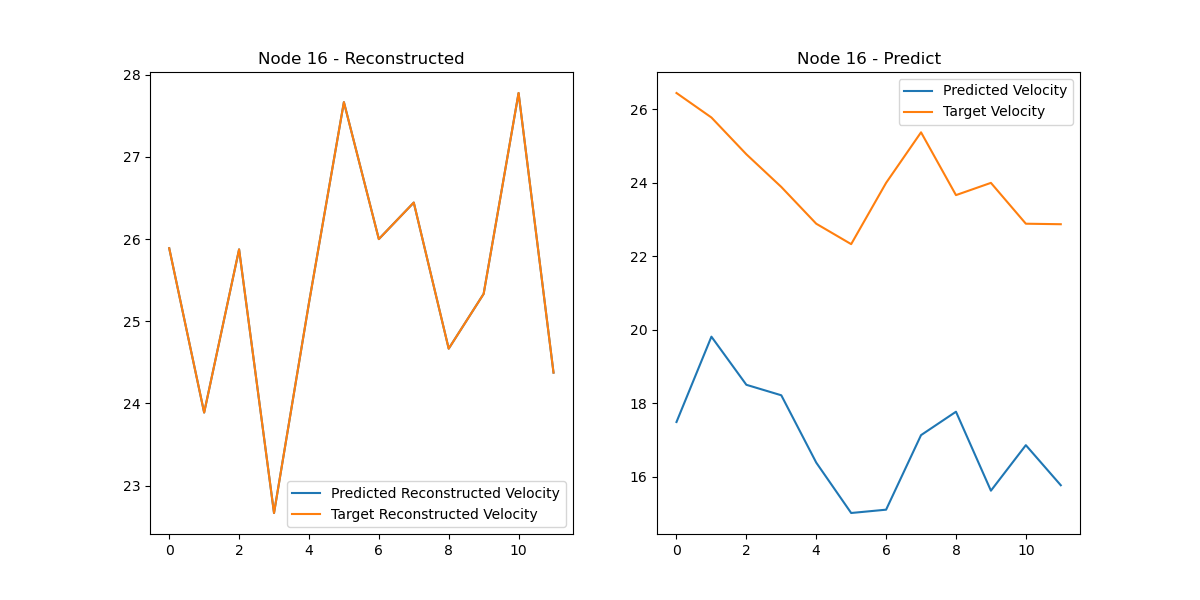 Node 16 - Reconstructed
28
27
26
25
24
23
0 2 4 6 8 10
Predicted Reconstructed Velocity
Target Reconstructed Velocity
Node 16 - Predict
26
24
22
20
18
16
0 2 4 6 8 10
Predicted Velocity
Target Velocity